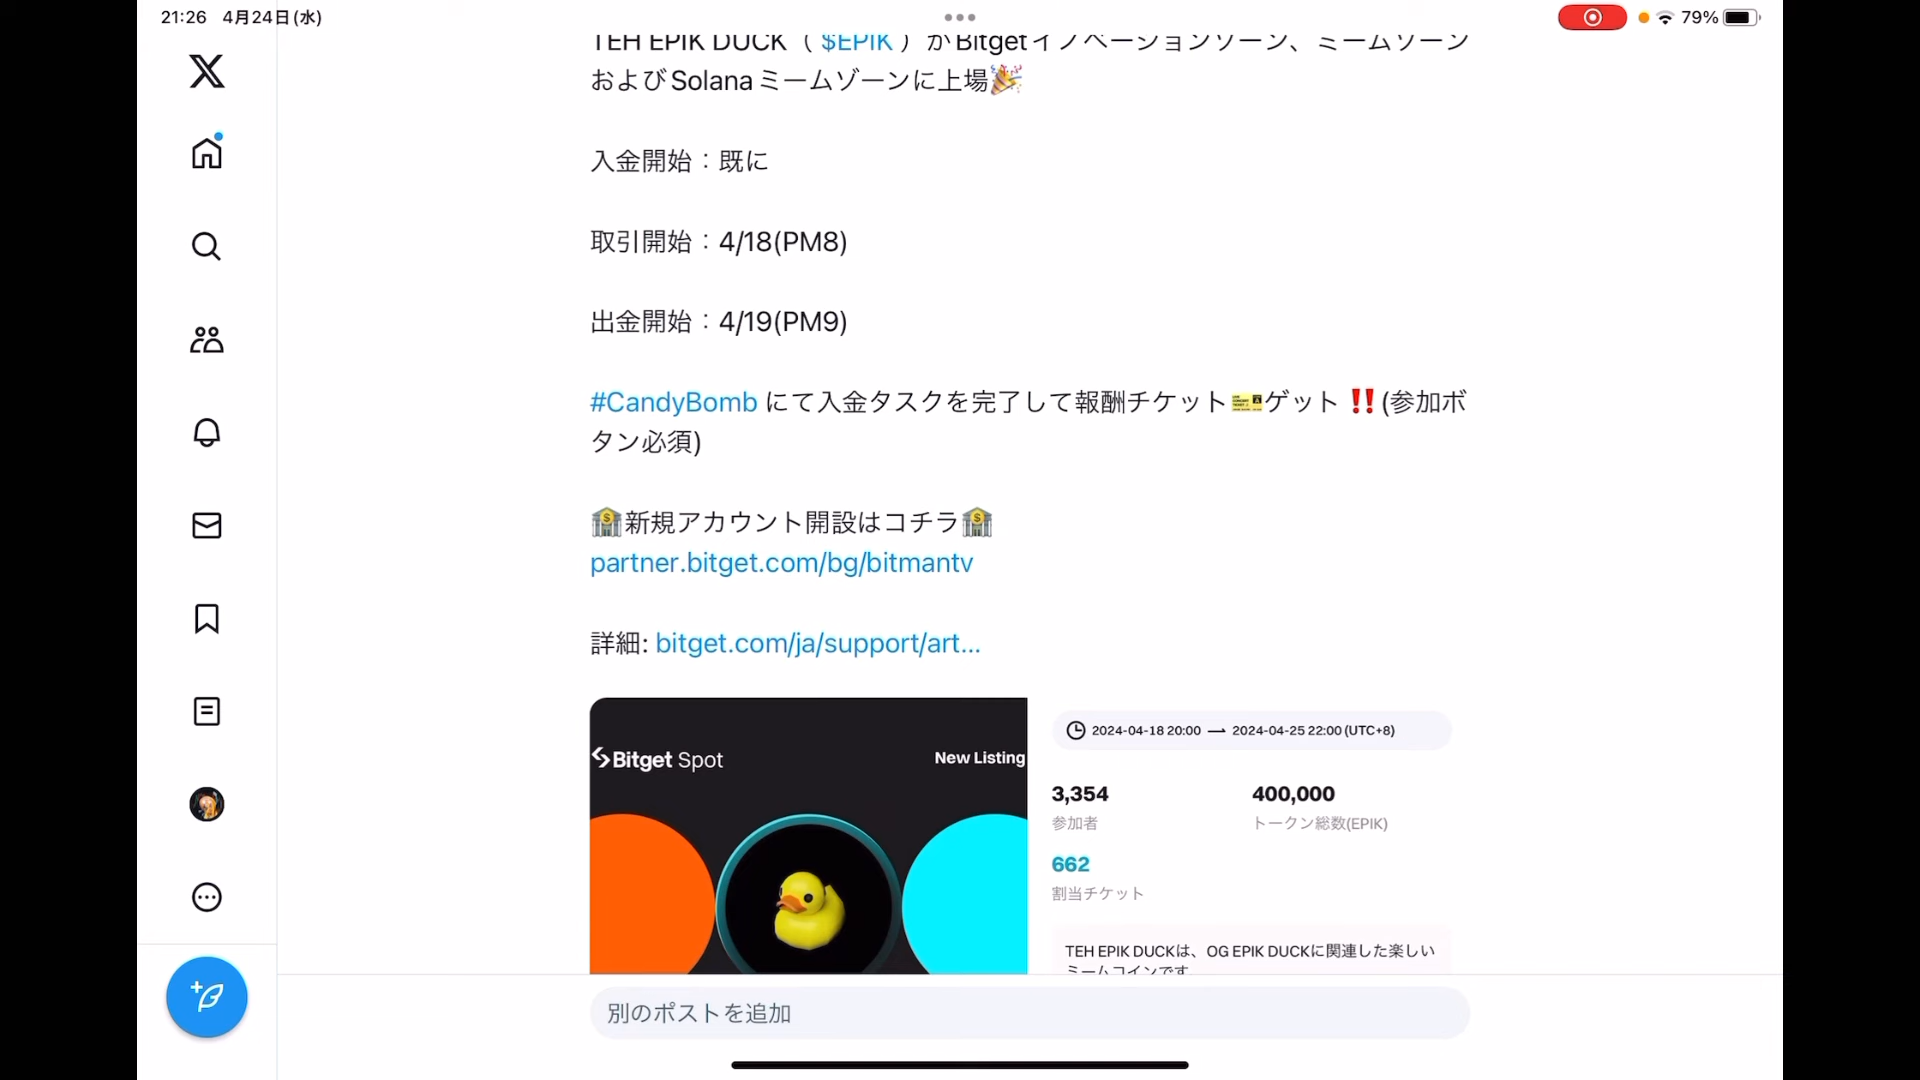 21:26 4月24日(水)
79%
TEH EPIK DUCK（ $EPIK ）がBitgetイノベーションゾーン、ミームゾーン
およびSolanaミームゾーンに上場🎉
入金開始：既に
取引開始：4/18(PM8)
出金開始：4/19(PM9)
#CandyBomb にて入金タスクを完了して報酬チケット🎫ゲット‼️(参加ボ
タン必須)
🏦新規アカウント開設はコチラ🏦
partner.bitget.com/bg/bitmantv
詳細: bitget.com/ja/support/art…
Bitget Spot
New Listing
2024-04-18 20:00 → 2024-04-25 22:00 (UTC+8)
3,354 400,000
参加者 トークン総数(EPIK)
662
割当チケット
TEH EPIK DUCKは、OG EPIK DUCKに関連した楽しい
ミームコインです
別のポストを追加